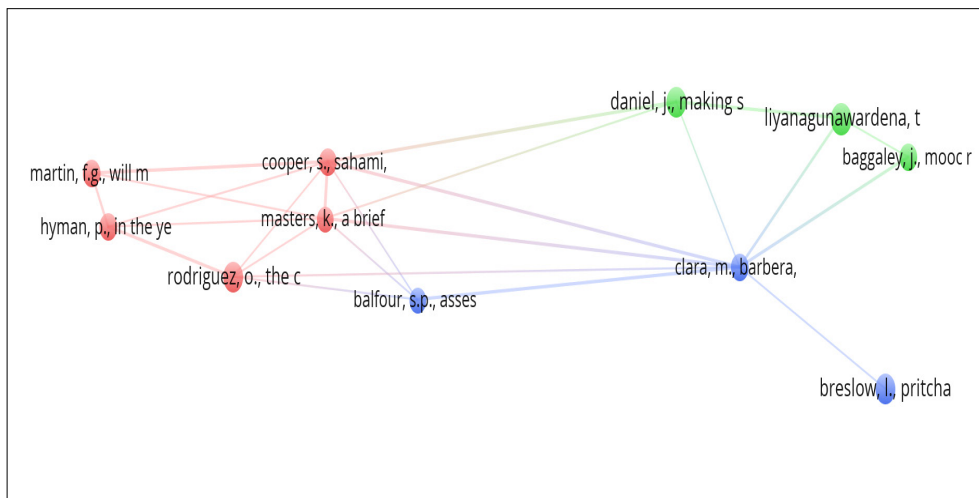 daniel, j., making s
liyanagunawardena, t
baggaley, j., mooc r
cooper, s., sahami,
martin, f.g., will m
masters, k., a brief
hyman, p., in the ye
rodriguez, o., the c
clara, m., barbera,
balfour, s.p., asses
breslow, l., pritcha